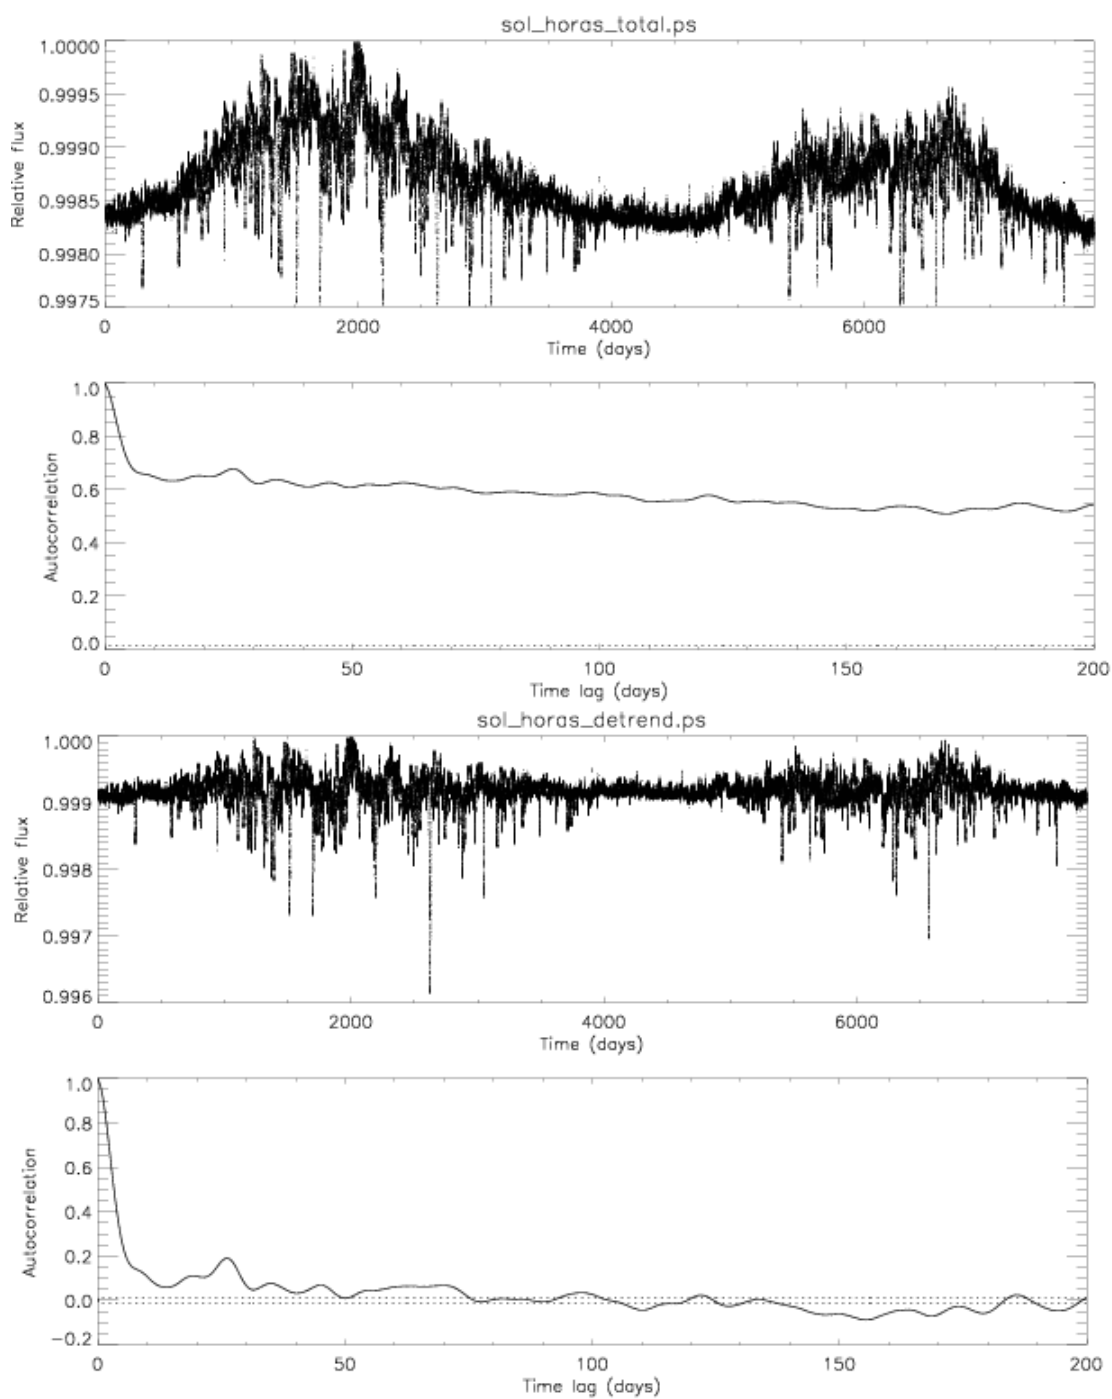 sol_horas_total.ps
1.0000
0.9995
0.9990
0.9985
0.9980
0.9975
Relative flux
0 2000 4000 6000
Time (days)
1.0
0.8
0.6
0.4
0.2
0.0
Autocorrelation
0 50 100 150 200
Time lag (days)
sol_horas_detrend.ps
1.000
0.999
0.998
0.997
0.996
Relative flux
0 2000 4000 6000
Time (days)
1.0
0.8
0.6
0.4
0.2
0.0
-0.2
Autocorrelation
0 50 100 150 200
Time lag (days)